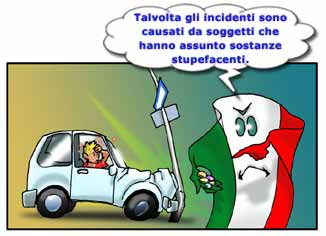 Talvolta gli incidenti sono
causati da soggetti che
hanno assunto sostanze
stupefacenti.